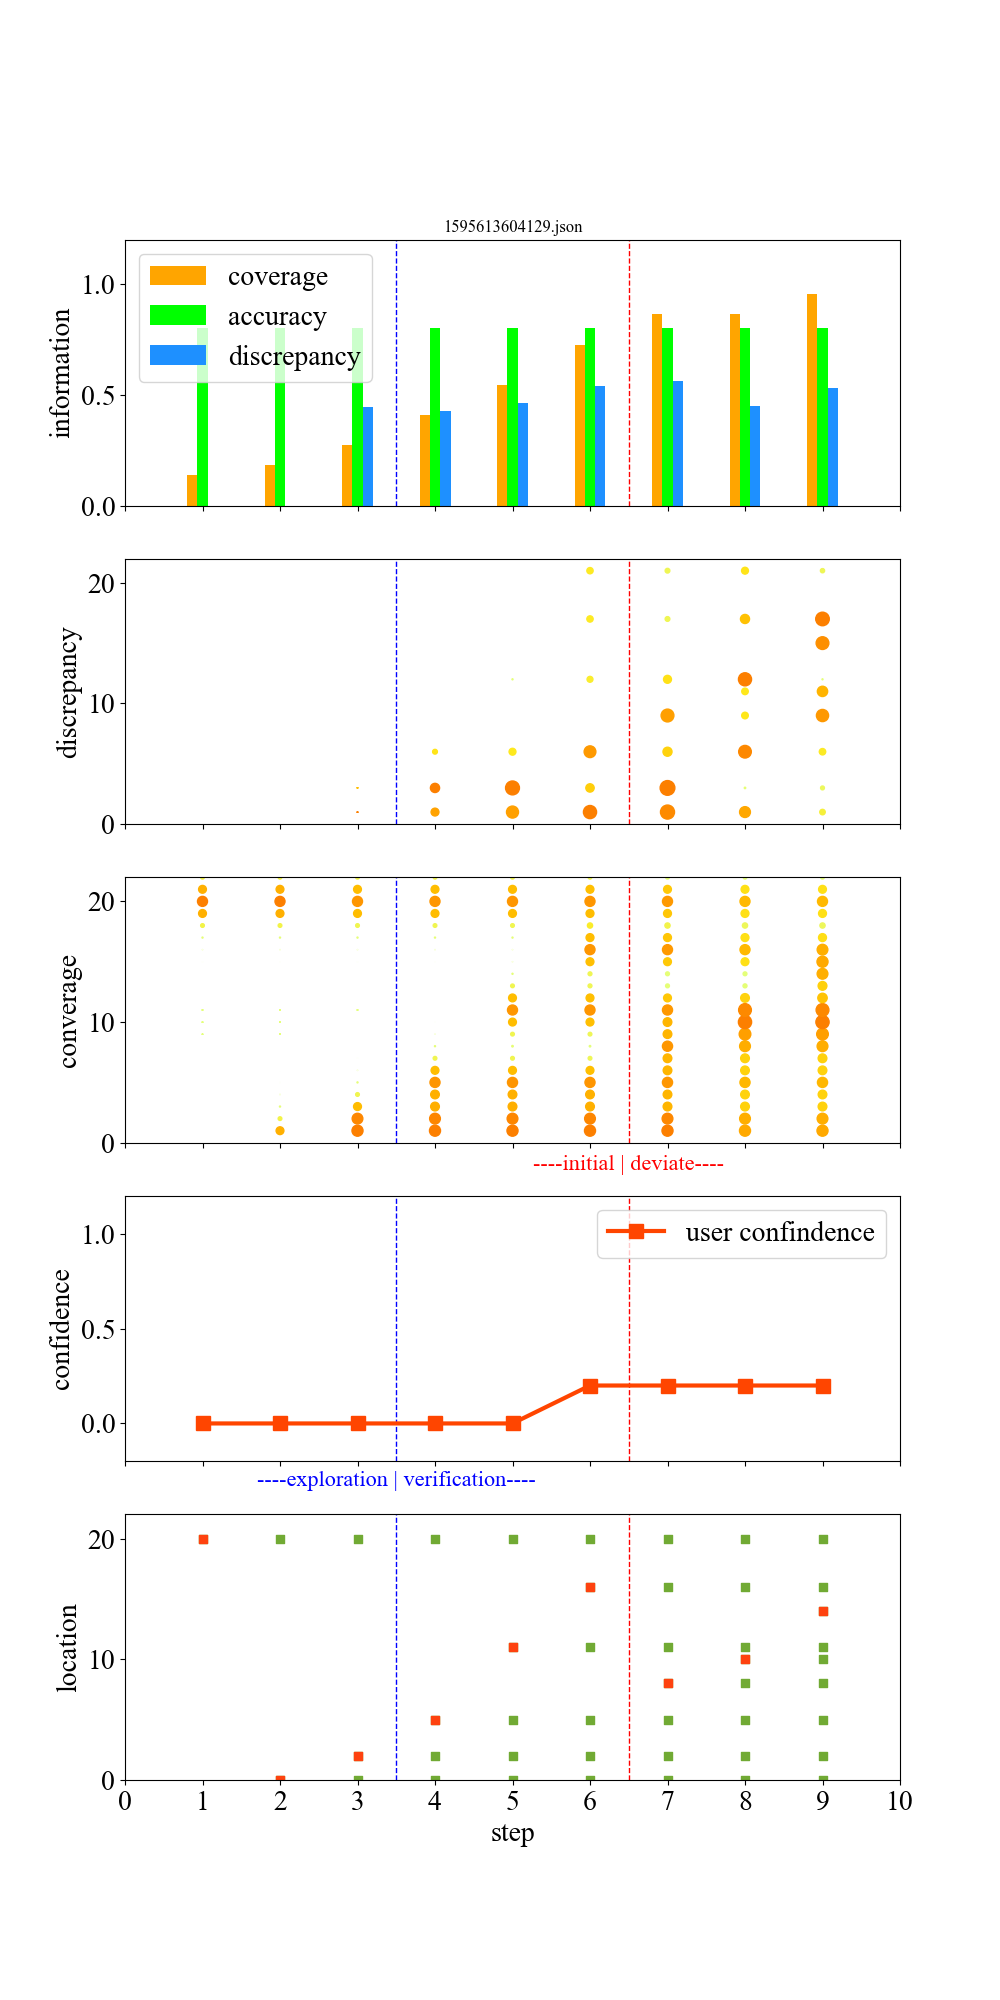 1595613604129.json
information
1.0
0.5
0.0
coverage
accuracy
discrepancy
discrepancy
20
10
0
converage
20
10
0
----initial | deviate----
confidence
1.0
0.5
0.0
user confindence
----exploration | verification----
location
20
10
0
0 1 2 3 4 5 6 7 8 9 10
step